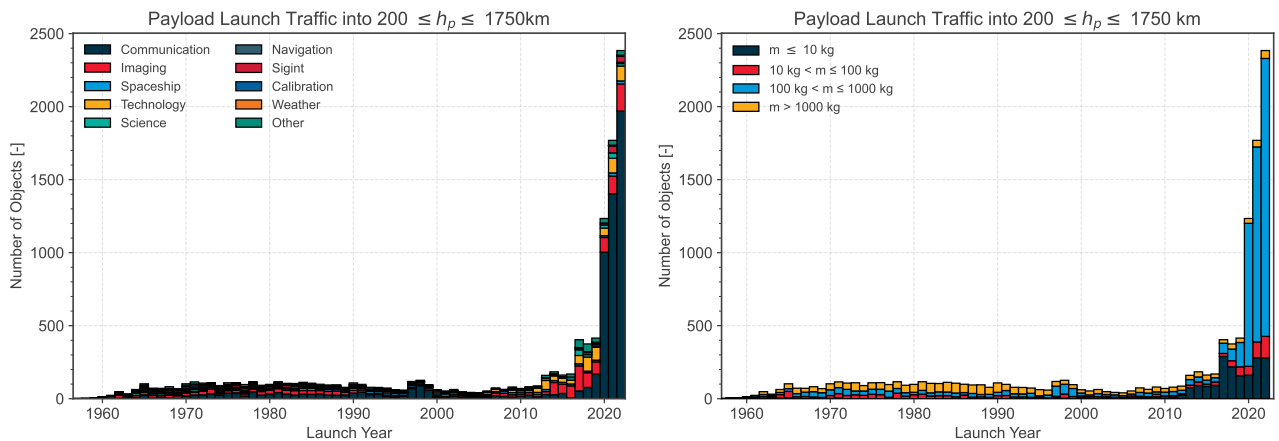 Payload Launch Traffic into 200 ≤ hₚ ≤ 1750km
Number of Objects [-]
2500
2000
1500
1000
500
0
Communication
Imaging
Spaceship
Technology
Science
Navigation
Sigint
Calibration
Weather
Other
1960 1970 1980 1990 2000 2010 2020
Launch Year
Payload Launch Traffic into 200 ≤ hₚ ≤ 1750 km
Number of Objects [-]
2500
2000
1500
1000
500
0
m ≤ 10 kg
10 kg < m ≤ 100 kg
100 kg < m ≤ 1000 kg
m > 1000 kg
1960 1970 1980 1990 2000 2010 2020
Launch Year